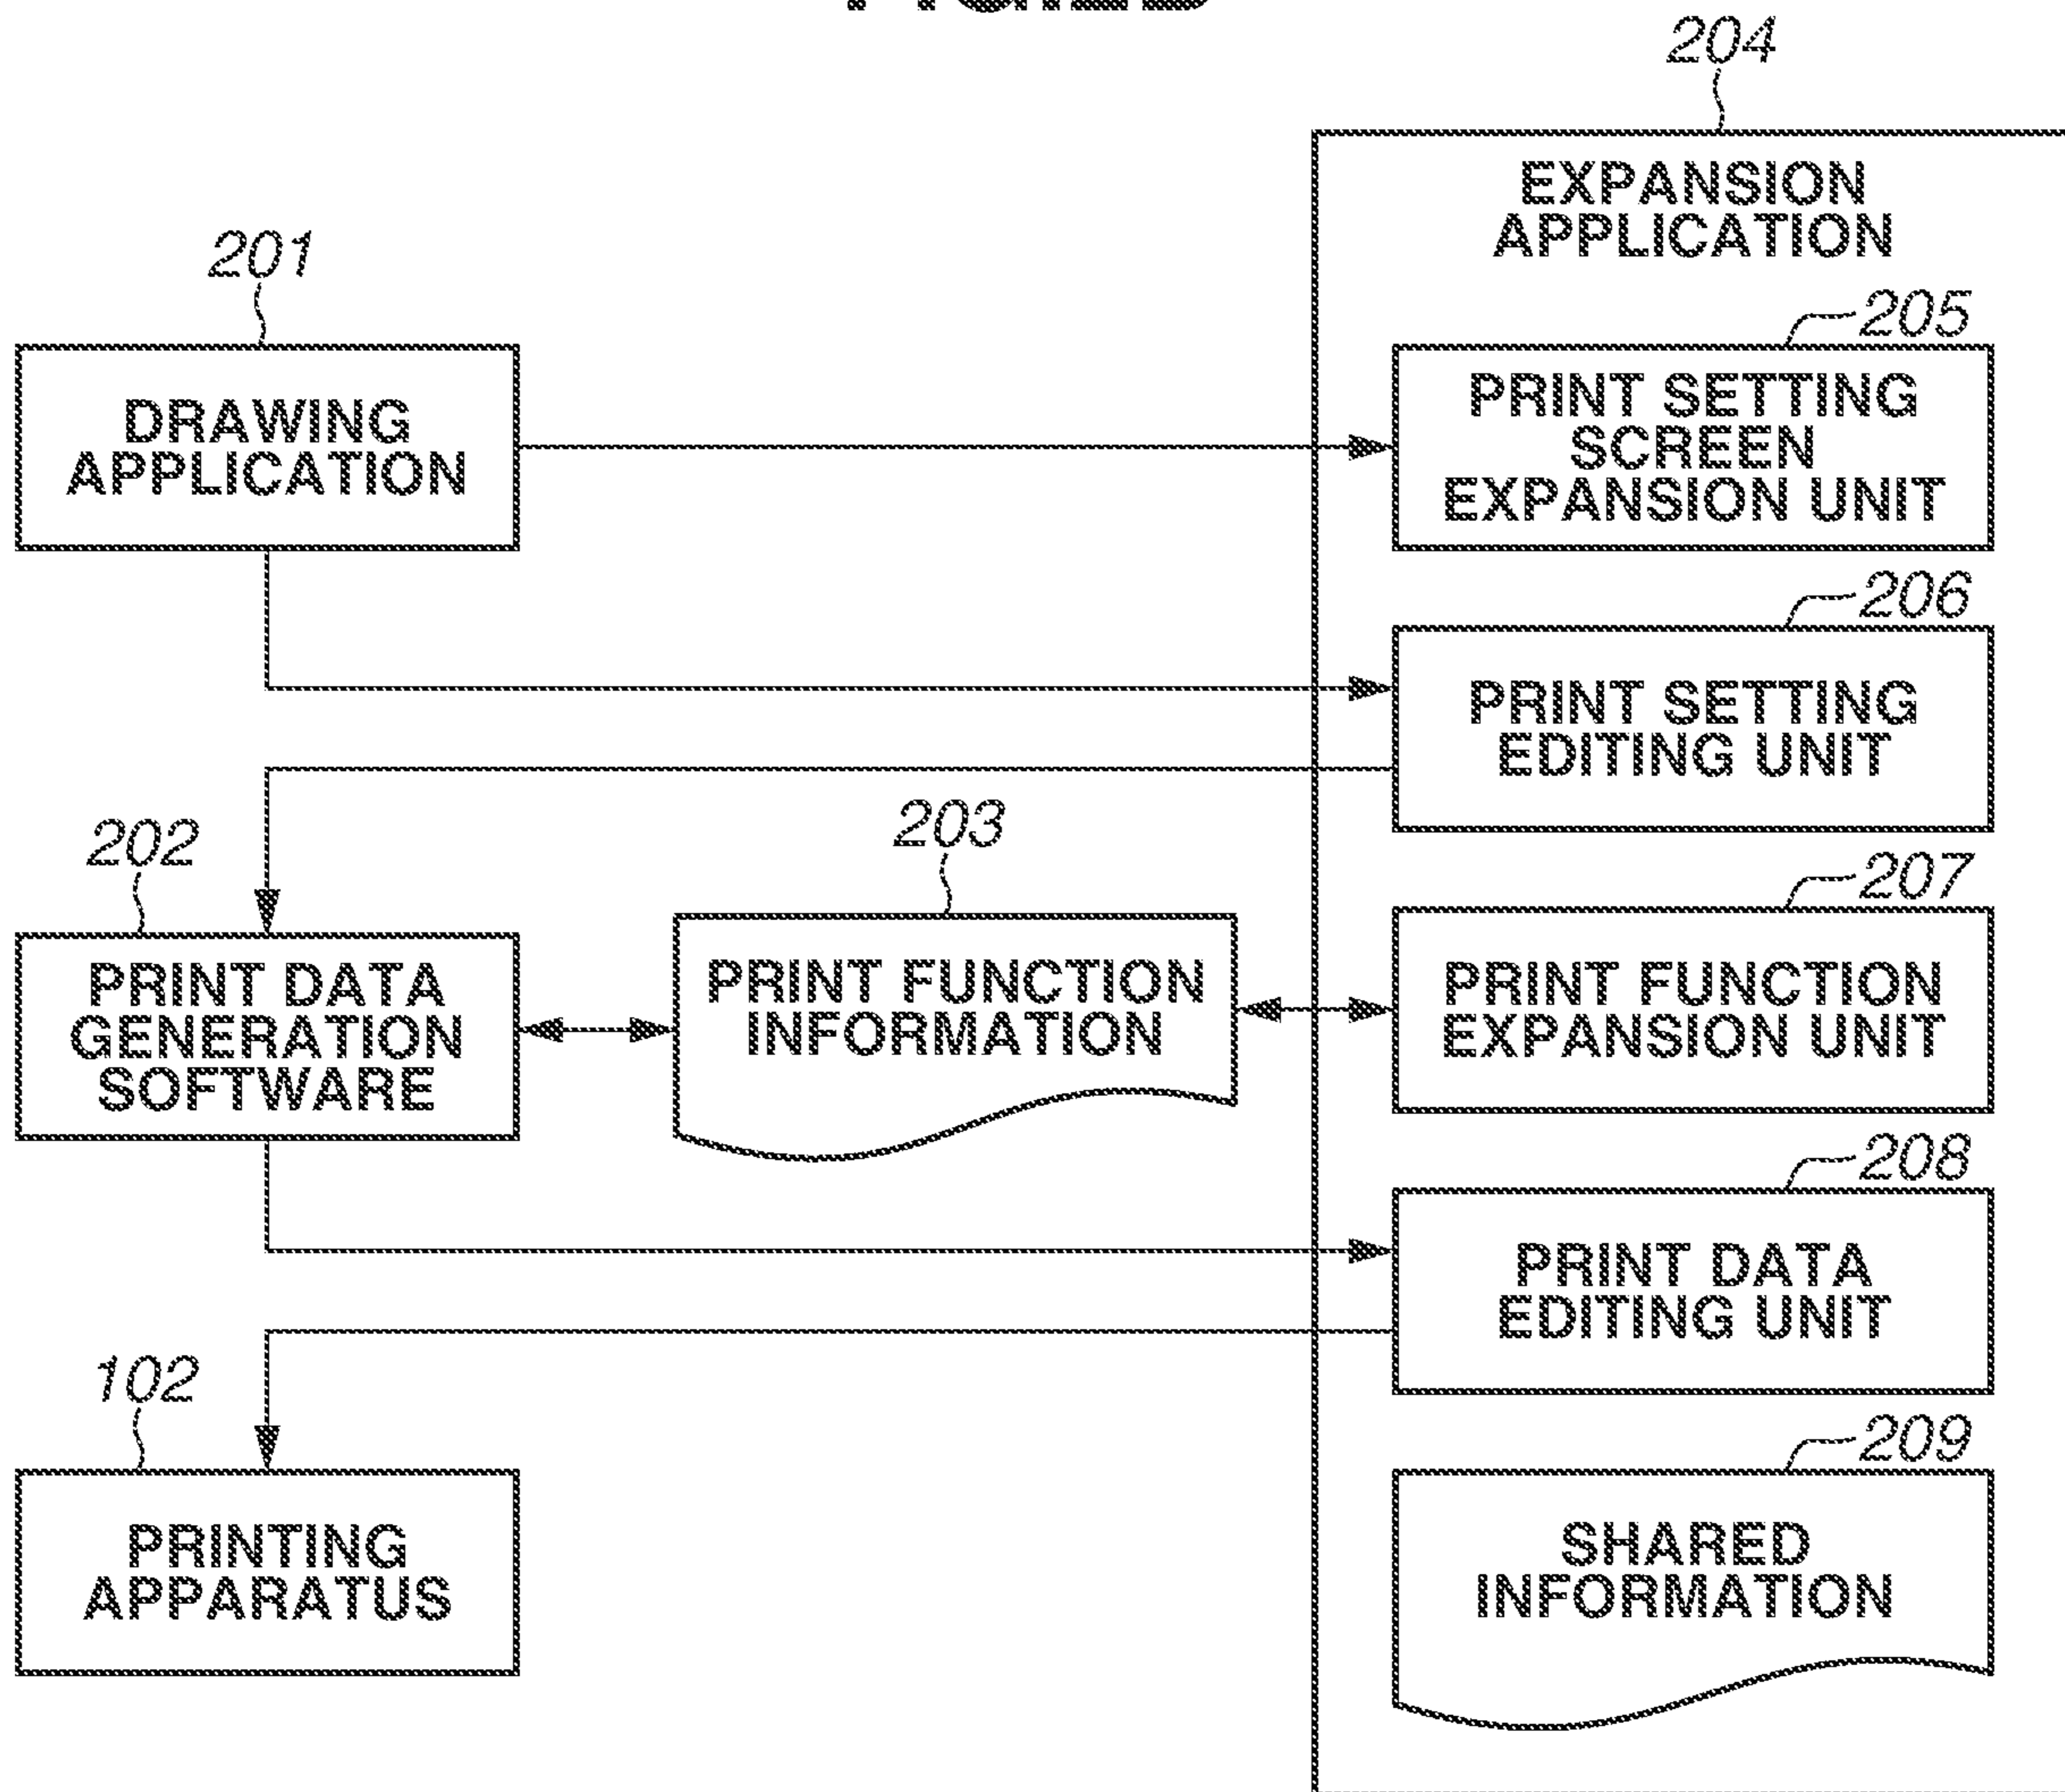 204
EXPANSION
APPLICATION
201
205
DRAWING
APPLICATION
PRINT SETTING
SCREEN
EXPANSION UNIT
206
PRINT SETTING
EDITING UNIT
202
203
207
PRINT DATA
GENERATION
SOFTWARE
PRINT FUNCTION
INFORMATION
PRINT FUNCTION
EXPANSION UNIT
208
PRINT DATA
EDITING UNIT
102
209
PRINTING
APPARATUS
SHARED
INFORMATION